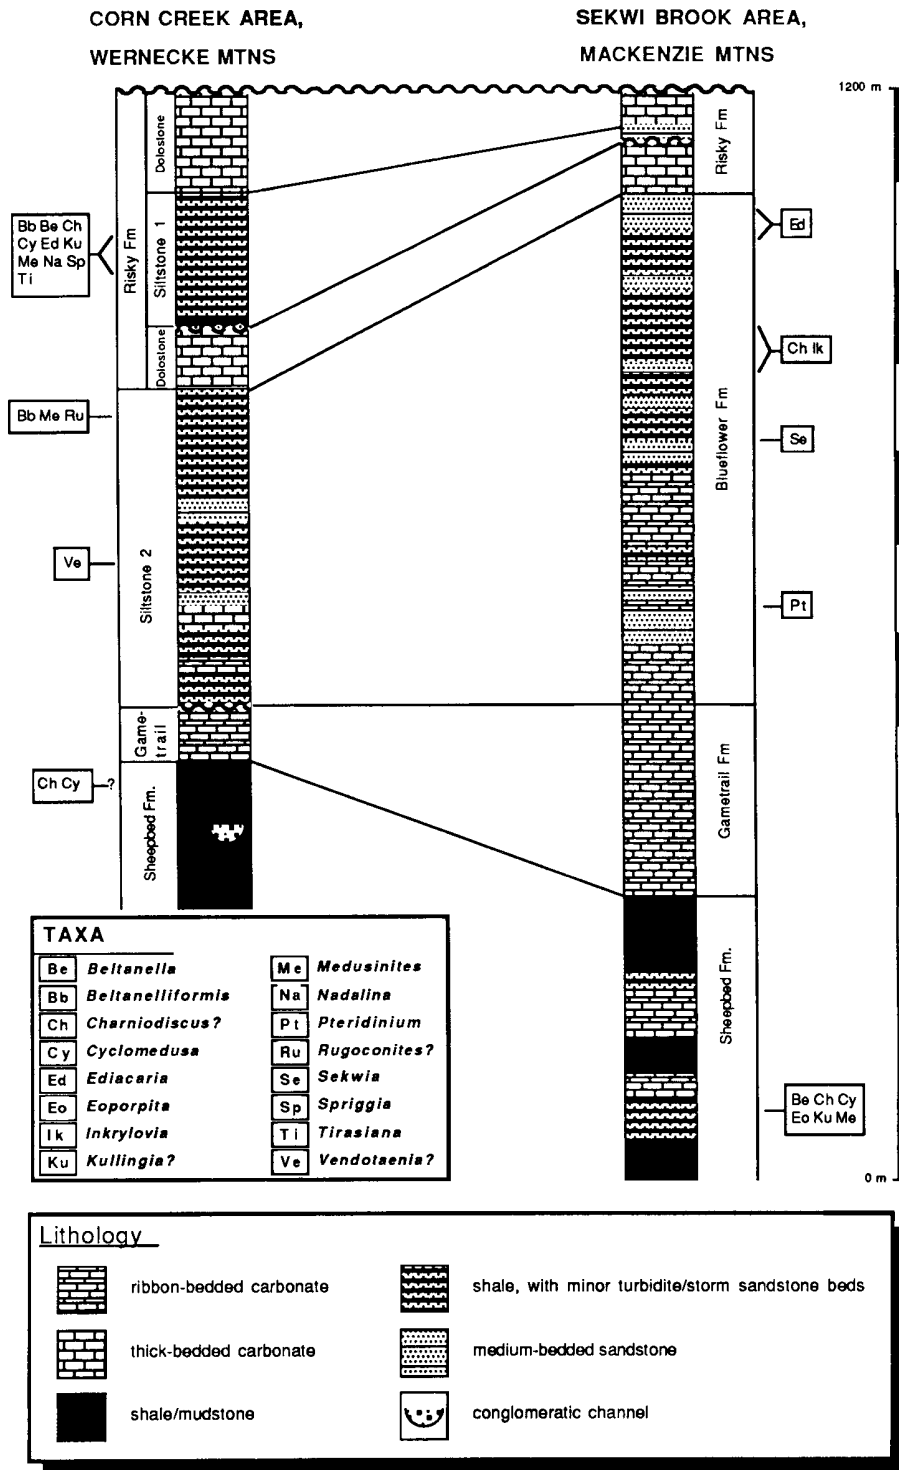 CORN CREEK AREA,
WERNECKE MTNS
SEKWI BROOK AREA,
MACKENZIE MTNS
1200 m
Risky Fm
Dolostone
Siltstone 1
Dolostone
Bb Be Ch
Cy Ed Ku
Me Na Sp
Ti
Bb Me Ru
Siltstone 2
Ve
Game-
trail
Ch Cy
?
Sheepbed Fm.
Risky Fm
Ed
Ch Ik
Blueflower Fm
Se
Pt
Gametrail Fm
Sheepbed Fm.
Be Ch Cy
Eo Ku Me
0 m
TAXA
Be Beltanella
Bb Beltanelliformis
Ch Charniodiscus?
Cy Cyclomedusa
Ed Ediacaria
Eo Eoporpita
Ik Inkrylovia
Ku Kullingia?
Me Medusinites
Na Nadalina
Pt Pteridinium
Ru Rugoconites?
Se Sekwia
Sp Spriggia
Ti Tirasiana
Ve Vendotaenia?
Lithology
ribbon-bedded carbonate
thick-bedded carbonate
shale/mudstone
shale, with minor turbidite/storm sandstone beds
medium-bedded sandstone
conglomeratic channel